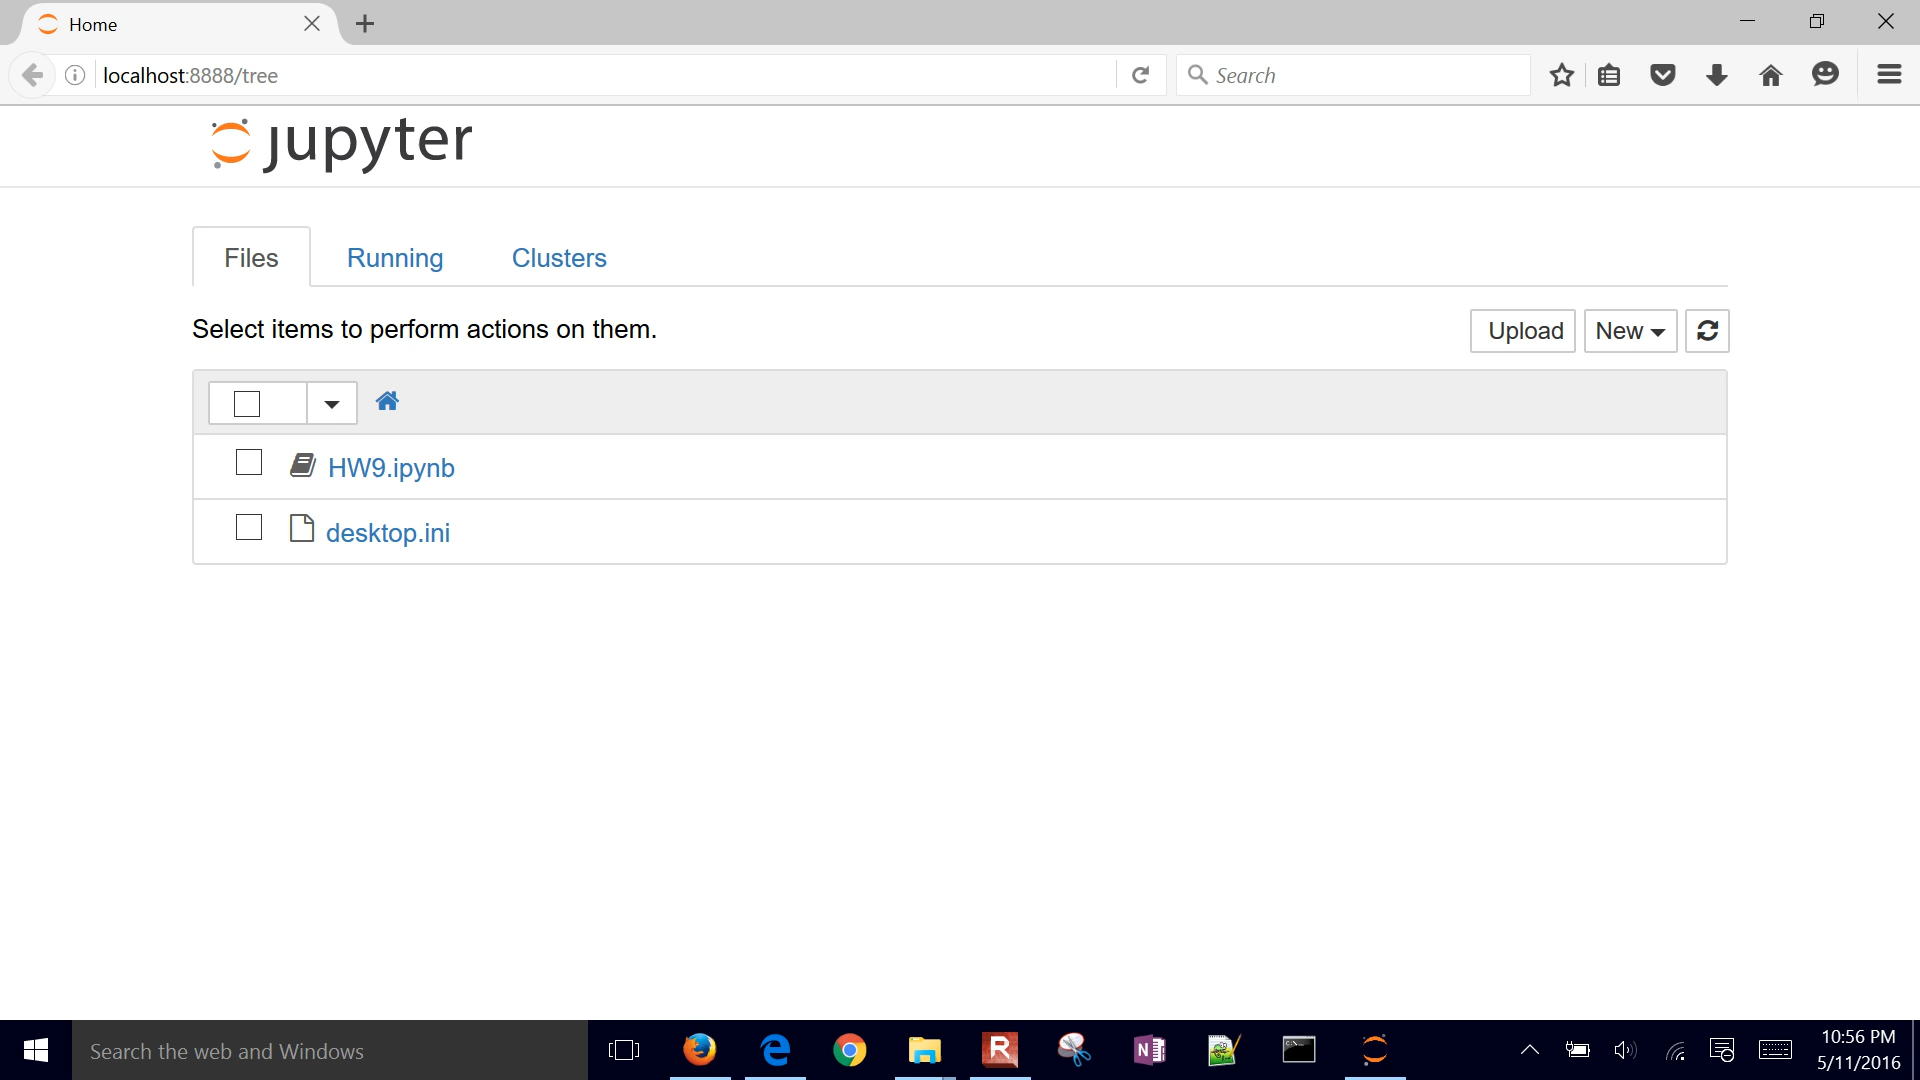 Home
localhost:8888/tree
Search
jupyter
Files Running Clusters
Select items to perform actions on them.
Upload New
HW9.ipynb
desktop.ini
Search the web and Windows
10:56 PM
5/11/2016